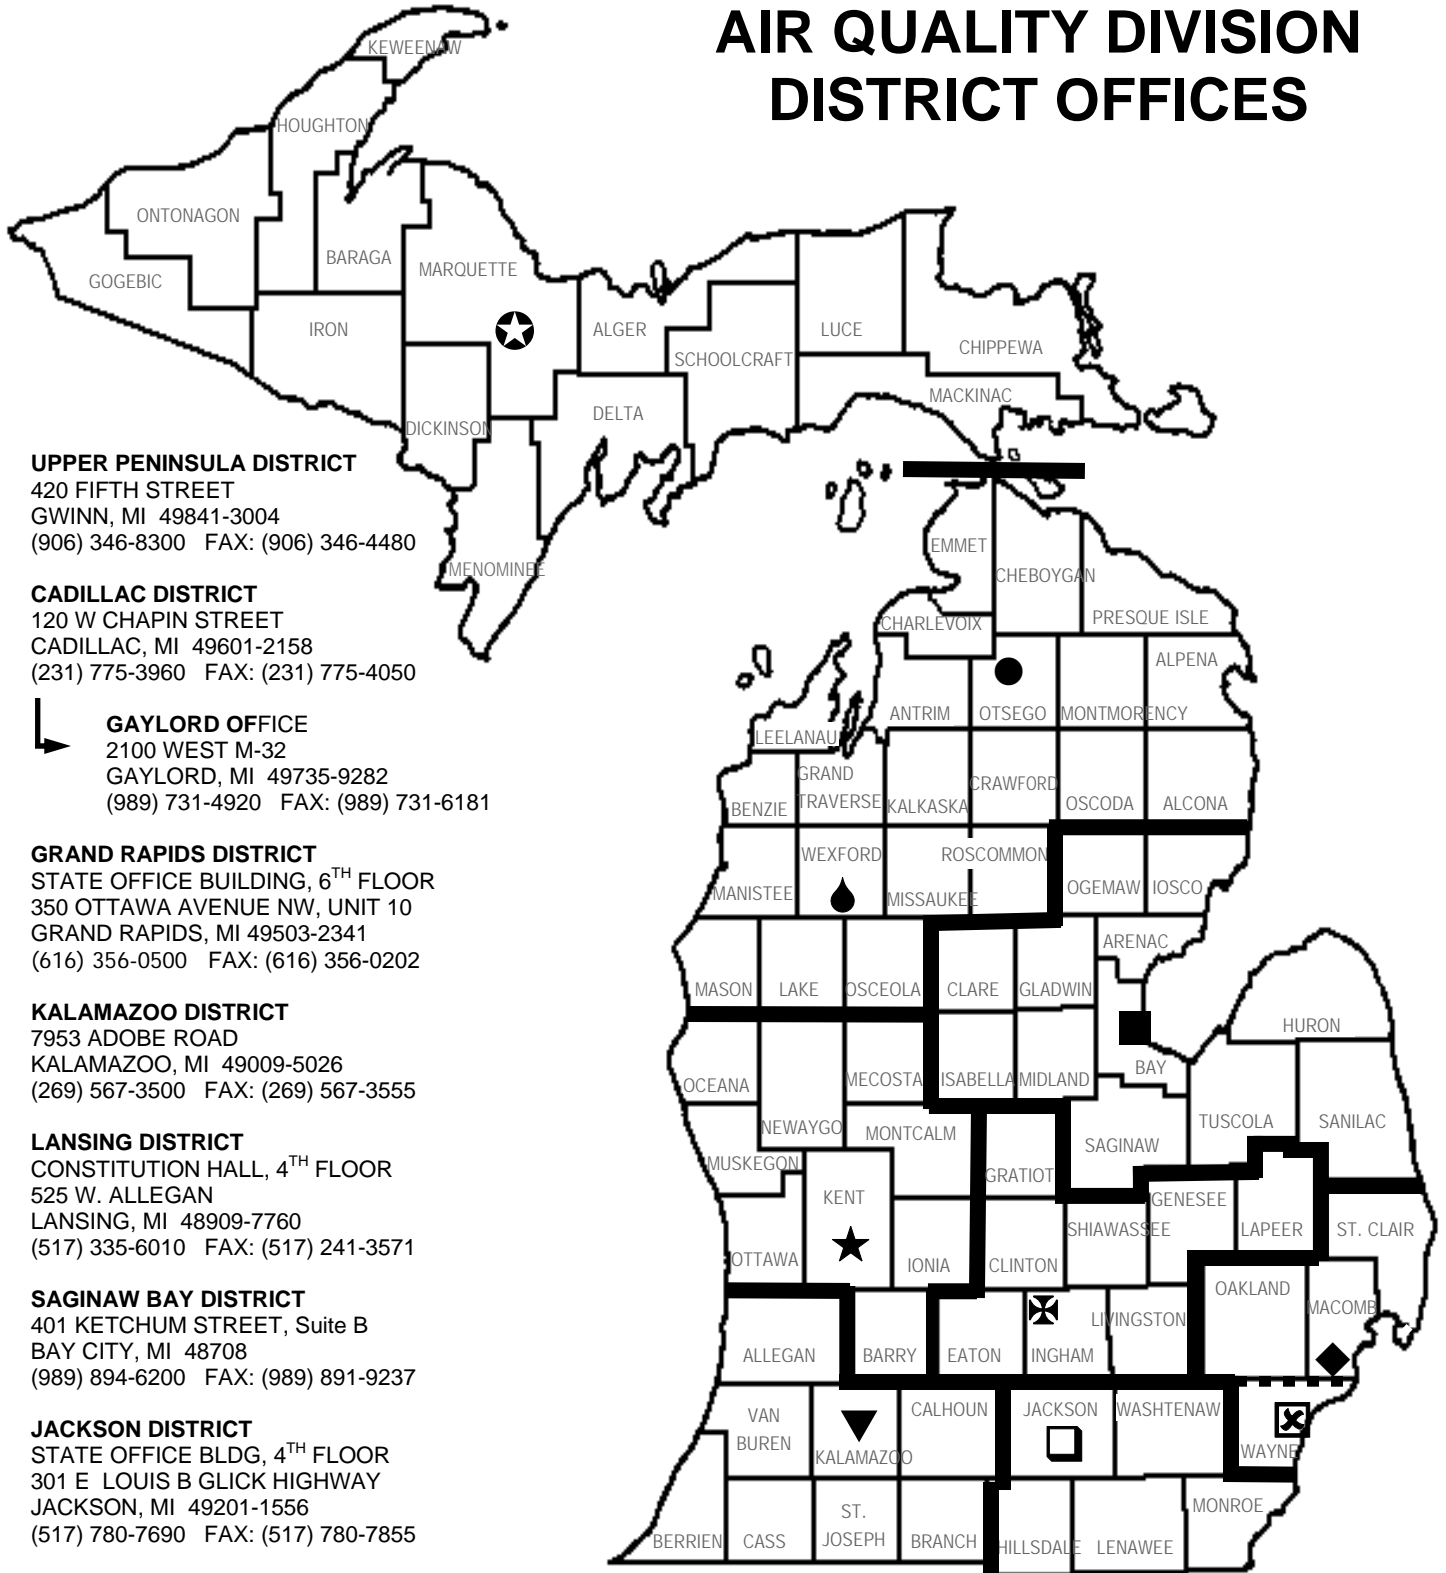 AIR QUALITY DIVISION
DISTRICT OFFICES
KEWEENAW
HOUGHTON
ONTONAGON
BARAGA
MARQUETTE
GOGEBIC
IRON
ALGER
LUCE
SCHOOLCRAFT
CHIPPEWA
MACKINAC
DICKINSON
DELTA
MENOMINEE
UPPER PENINSULA DISTRICT
420 FIFTH STREET
GWINN, MI 49841-3004
(906) 346-8300 FAX: (906) 346-4480
CADILLAC DISTRICT
120 W CHAPIN STREET
CADILLAC, MI 49601-2158
(231) 775-3960 FAX: (231) 775-4050
GAYLORD OFFICE
2100 WEST M-32
GAYLORD, MI 49735-9282
(989) 731-4920 FAX: (989) 731-6181
GRAND RAPIDS DISTRICT
STATE OFFICE BUILDING, 6TH FLOOR
350 OTTAWA AVENUE NW, UNIT 10
GRAND RAPIDS, MI 49503-2341
(616) 356-0500 FAX: (616) 356-0202
KALAMAZOO DISTRICT
7953 ADOBE ROAD
KALAMAZOO, MI 49009-5026
(269) 567-3500 FAX: (269) 567-3555
LANSING DISTRICT
CONSTITUTION HALL, 4TH FLOOR
525 W. ALLEGAN
LANSING, MI 48909-7760
(517) 335-6010 FAX: (517) 241-3571
SAGINAW BAY DISTRICT
401 KETCHUM STREET, Suite B
BAY CITY, MI 48708
(989) 894-6200 FAX: (989) 891-9237
JACKSON DISTRICT
STATE OFFICE BLDG, 4TH FLOOR
301 E LOUIS B GLICK HIGHWAY
JACKSON, MI 49201-1556
(517) 780-7690 FAX: (517) 780-7855
EMMET
CHEBOYGAN
PRESQUE ISLE
CHARLEVOIX
ALPENA
ANTRIM
OTSEGO
MONTMORENCY
LEELANAU
GRAND
TRAVERSE
BENZIE
KALKASKA
CRAWFORD
OSCODA
ALCONA
WEXFORD
ROSCOMMON
MANISTEE
MISSAUKEE
OGEMAW
IOSCO
ARENAC
MASON
LAKE
OSCEOLA
CLARE
GLADWIN
HURON
BAY
OCEANA
MECOSTA
ISABELLA
MIDLAND
NEWAYGO
MONTCALM
TUSCOLA
SANILAC
SAGINAW
MUSKEGON
GRATIOT
KENT
GENESEE
SHIAWASSEE
LAPEER
ST. CLAIR
OTTAWA
IONIA
CLINTON
OAKLAND
MACOMB
LIVINGSTON
ALLEGAN
BARRY
EATON
INGHAM
VAN
BUREN
KALAMAZOO
CALHOUN
JACKSON
WASHTENAW
WAYNE
MONROE
BERRIEN
CASS
ST.
JOSEPH
BRANCH
HILLSDALE
LENAWEE